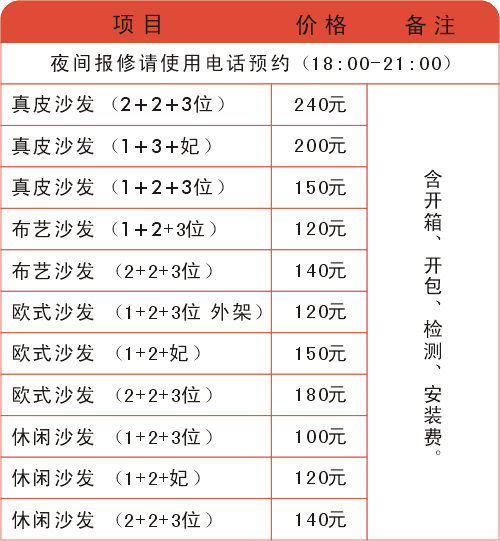 项目 价格 备注
夜间报修请使用电话预约（18:00-21:00）
真皮沙发（2+2+3位） 240元
真皮沙发（1+3+妃） 200元
真皮沙发（1+2+3位） 150元
布艺沙发（1+2+3位） 120元
布艺沙发（2+2+3位） 140元
欧式沙发（1+2+3位 外架） 120元
欧式沙发（1+2+妃） 150元
欧式沙发（2+2+3位） 180元
休闲沙发（1+2+3位） 100元
休闲沙发（1+2+妃） 120元
休闲沙发（2+2+3位） 140元
含开箱、开包、检测、安装费。